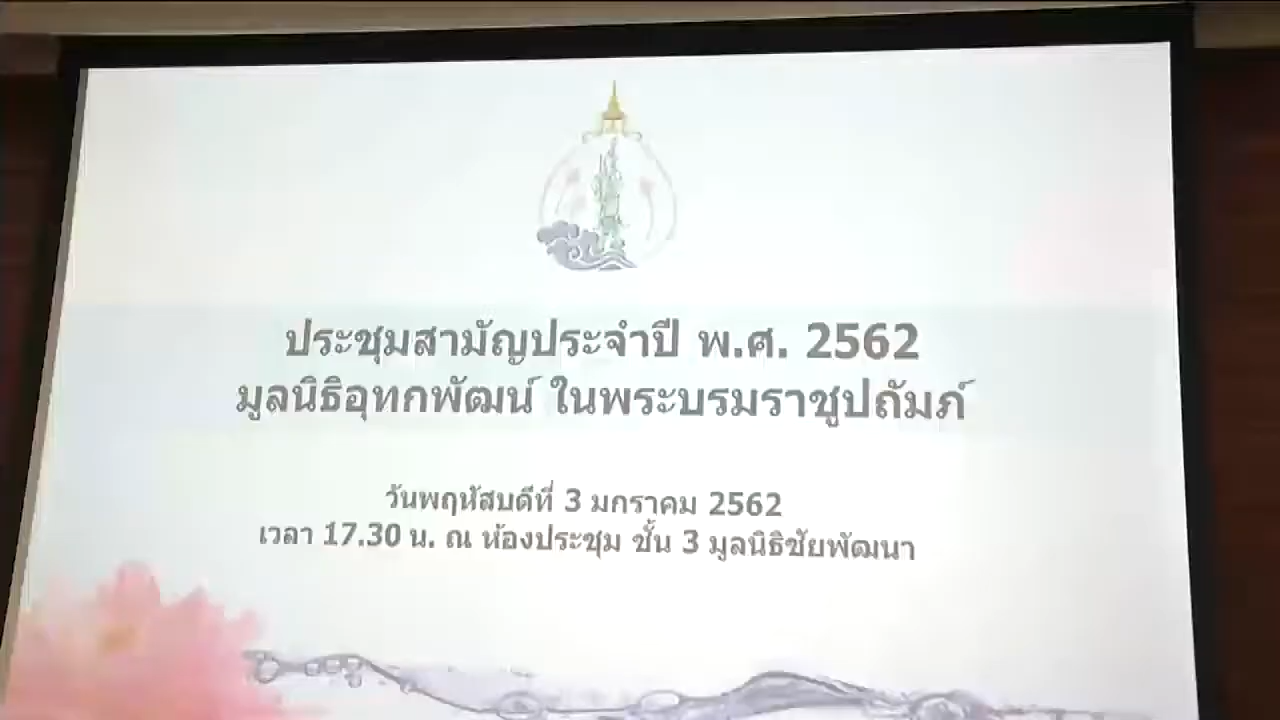 ประชุมสามัญประจำปี พ.ศ. 2562
มูลนิธิอุทกพัฒน์ ในพระบรมราชูปถัมภ์
วันพฤหัสบดีที่ 3 มกราคม 2562
เวลา 17.30 น. ณ ห้องประชุม ชั้น 3 มูลนิธิชัยพัฒนา